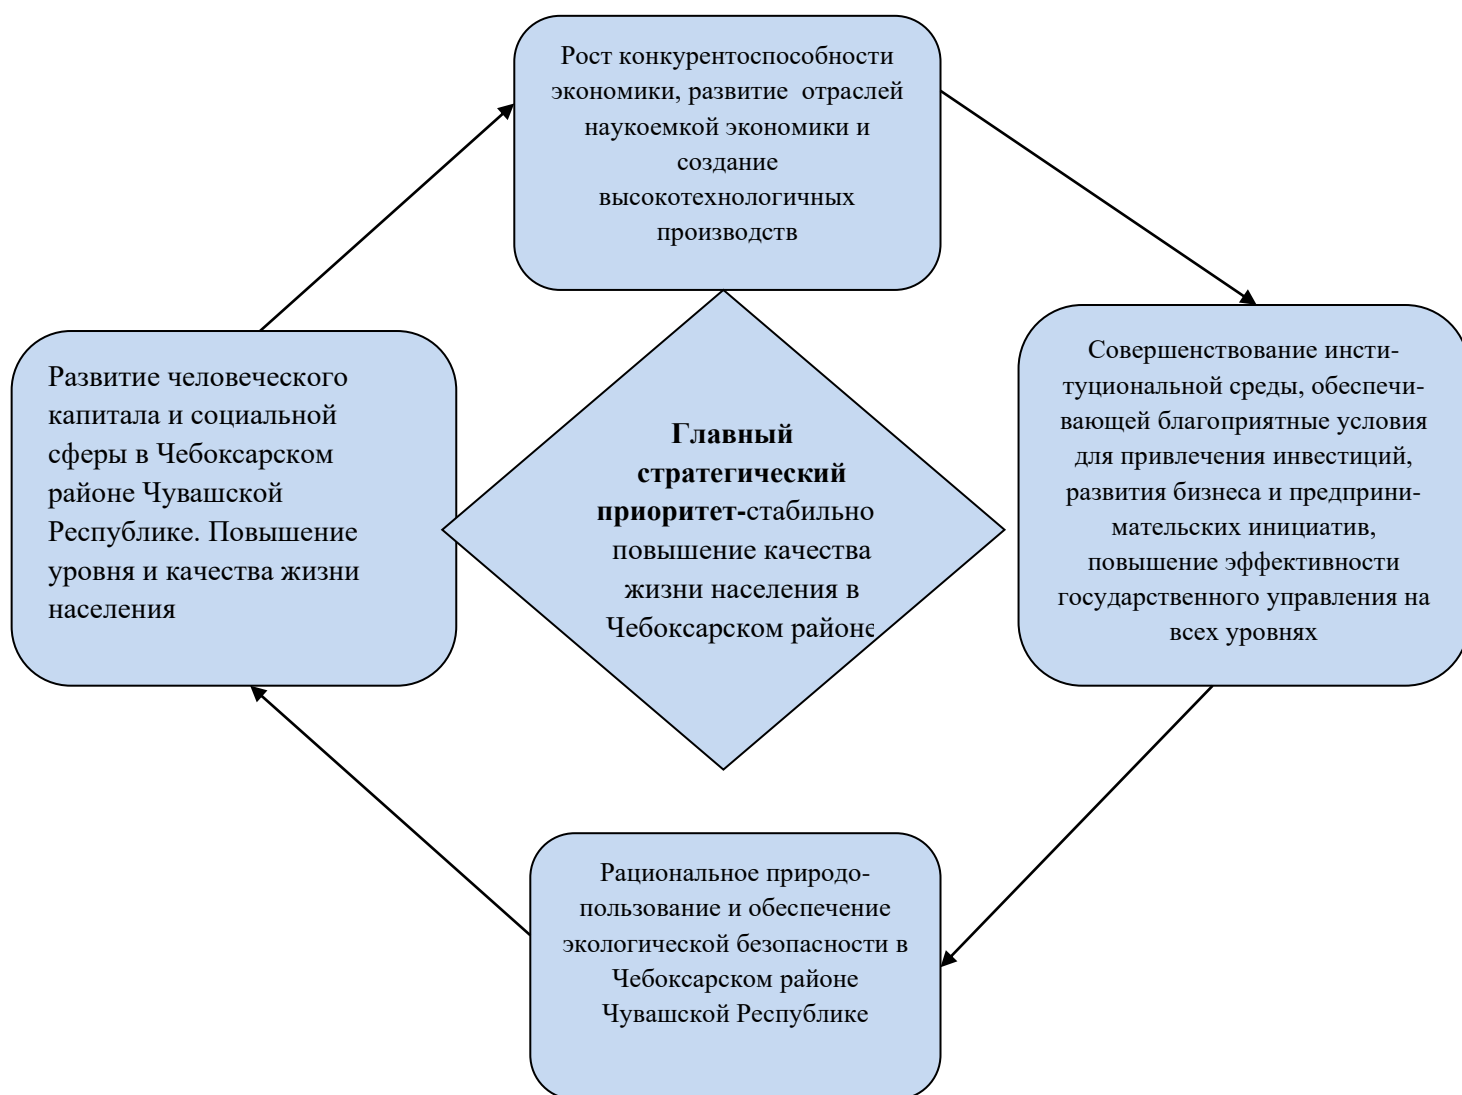 Рост конкурентоспособности
экономики, развитие отраслей
наукоемкой экономики и
создание
высокотехнологичных
производств
Развитие человеческого
капитала и социальной
сферы в Чебоксарском
районе Чувашской
Республике. Повышение
уровня и качества жизни
населения
Главный
стратегический
приоритет-стабильно
повышение качества
жизни населения в
Чебоксарском районе
Совершенствование инсти-
туциональной среды, обеспечи-
вающей благоприятные условия
для привлечения инвестиций,
развития бизнеса и предприни-
мательских инициатив,
повышение эффективности
государственного управления на
всех уровнях
Рациональное природо-
пользование и обеспечение
экологической безопасности в
Чебоксарском районе
Чувашской Республике